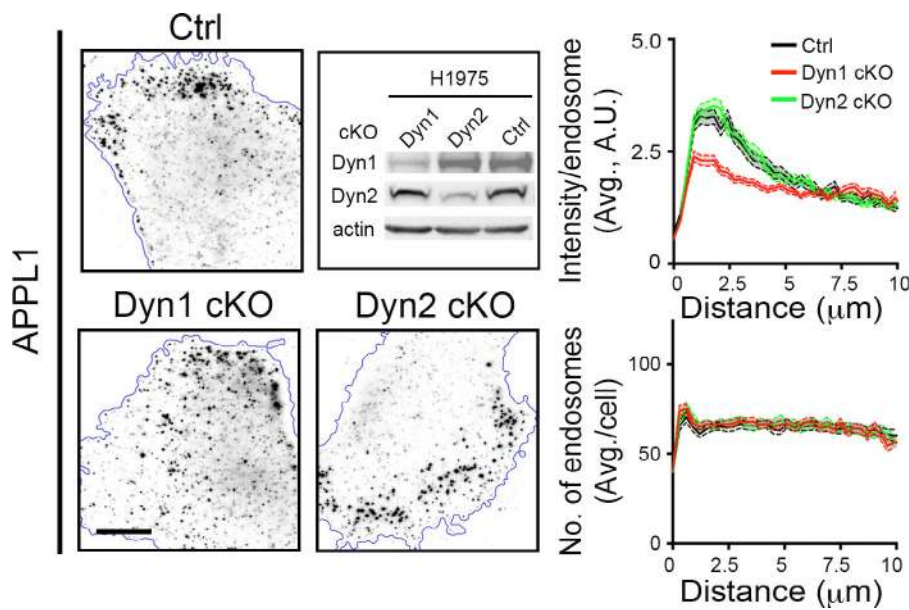 APPL1
Ctrl
H1975
cKO Dyn1 Dyn2 Ctrl
Dyn1
Dyn2
actin
Dyn1 cKO
Dyn2 cKO
Intensity/endosome
(Avg., A.U.)
5.0
2.5
0
Ctrl
Dyn1 cKO
Dyn2 cKO
0 2.5 5 7.5 10
Distance (μm)
No. of endosomes
(Avg./cell)
100
50
0
0 2.5 5 7.5 10
Distance (μm)